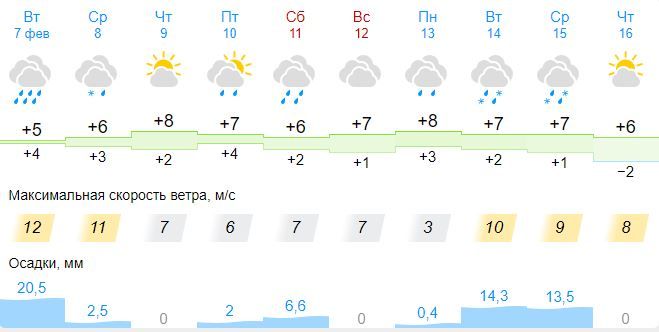 Вт Ср Чт Пт Сб Вс Пн Вт Ср Чт
7 фев 8 9 10 11 12 13 14 15 16
+5 +6 +8 +7 +6 +7 +8 +7 +7 +6
+4 +3 +2 +4 +2 +1 +3 +2 +1 −2
Максимальная скорость ветра, м/с
12 11 7 6 7 7 3 10 9 8
Осадки, мм
20,5 2,5 0 2 6,6 0 0,4 14,3 13,5 0